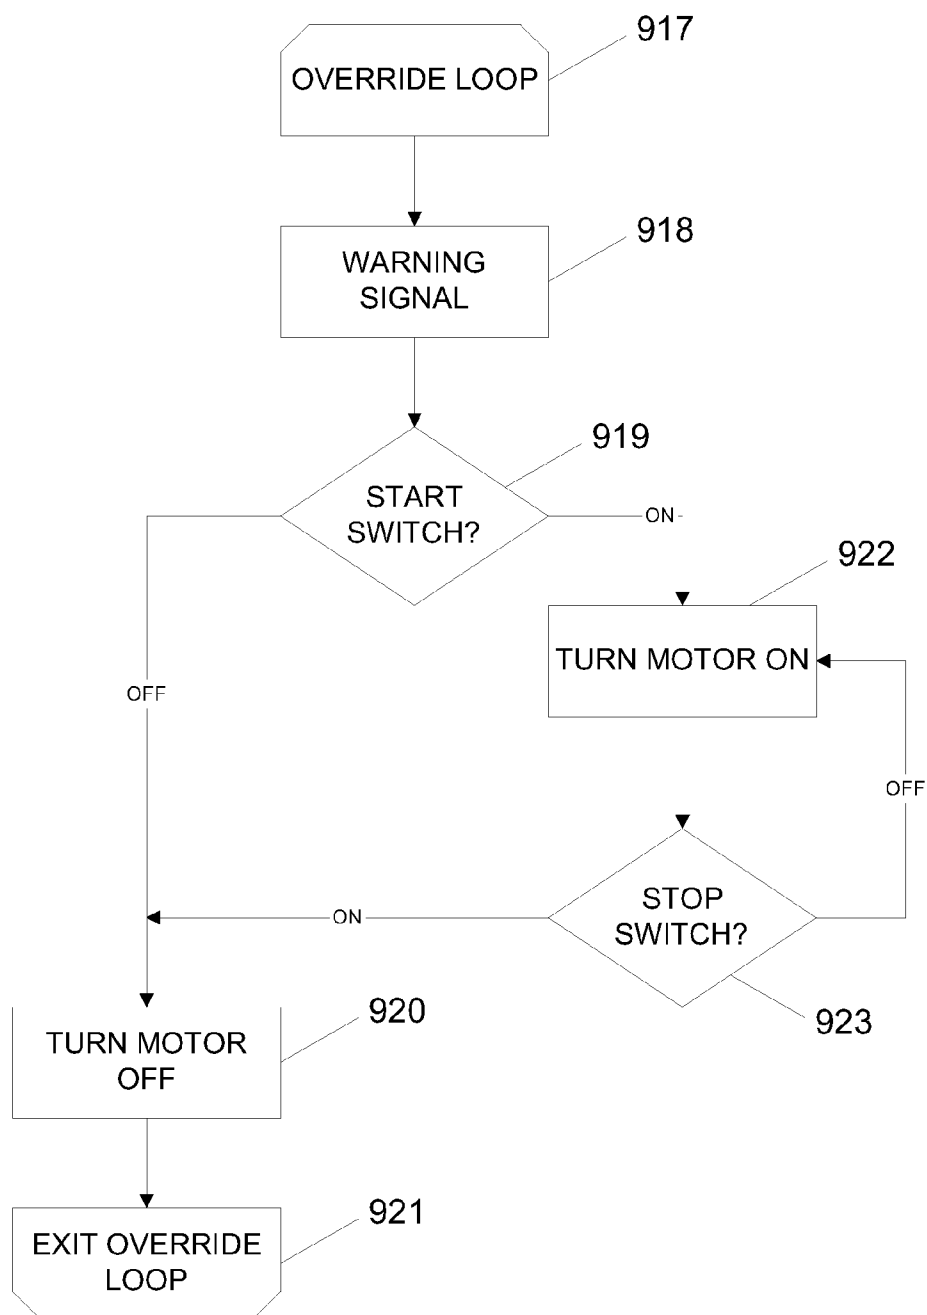 917
OVERRIDE LOOP
918
WARNING
SIGNAL
919
START
SWITCH?
ON
922
TURN MOTOR ON
OFF
OFF
STOP
SWITCH?
ON
923
920
TURN MOTOR
OFF
921
EXIT OVERRIDE
LOOP